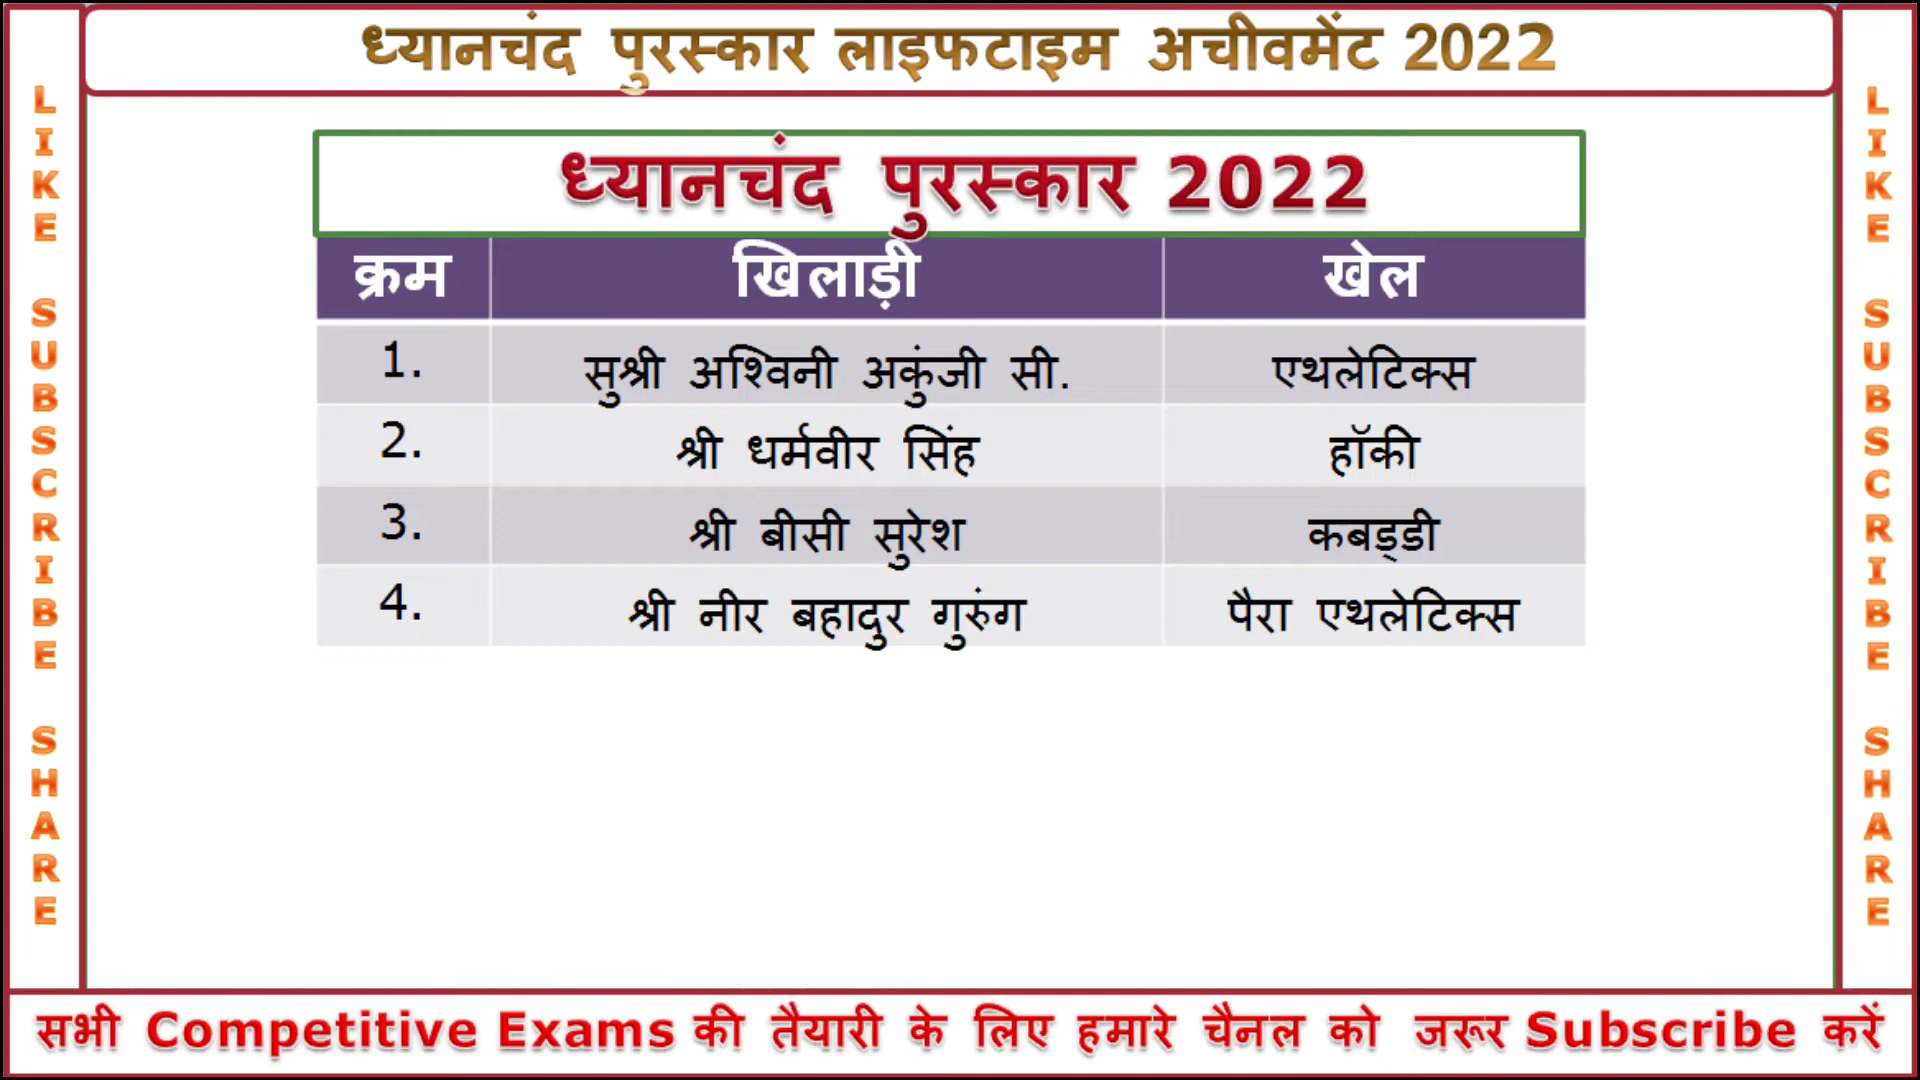 ध्यानचंद पुरस्कार लाइफटाइम अचीवमेंट 2022
ध्यानचंद पुरस्कार 2022
क्रम खिलाड़ी खेल
1. सुश्री अश्विनी अकुंजी सी. एथलेटिक्स
2. श्री धर्मवीर सिंह हॉकी
3. श्री बीसी सुरेश कबड्डी
4. श्री नीर बहादुर गुरुंग पैरा एथलेटिक्स
LIKE SUBSCRIBE SHARE
LIKE SUBSCRIBE SHARE
सभी Competitive Exams की तैयारी के लिए हमारे चैनल को जरूर Subscribe करें